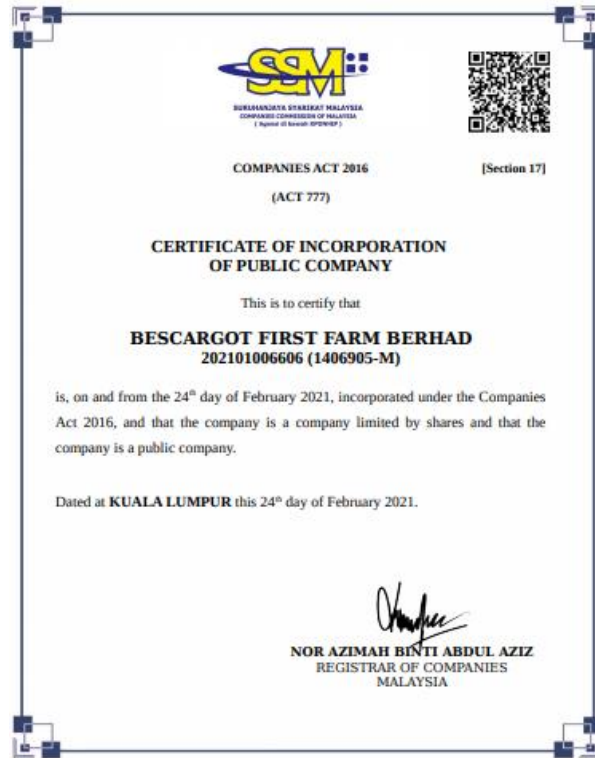 SSM
SURUHANJAYA SYARIKAT MALAYSIA
COMPANIES COMMISSION OF MALAYSIA
( Agensi di bawah KPDNHEP )
COMPANIES ACT 2016 [Section 17]
(ACT 777)
CERTIFICATE OF INCORPORATION
OF PUBLIC COMPANY
This is to certify that
BESCARGOT FIRST FARM BERHAD
202101006606 (1406905-M)
is, on and from the 24th day of February 2021, incorporated under the Companies
Act 2016, and that the company is a company limited by shares and that the
company is a public company.
Dated at KUALA LUMPUR this 24th day of February 2021.
NOR AZIMAH BINTI ABDUL AZIZ
REGISTRAR OF COMPANIES
MALAYSIA